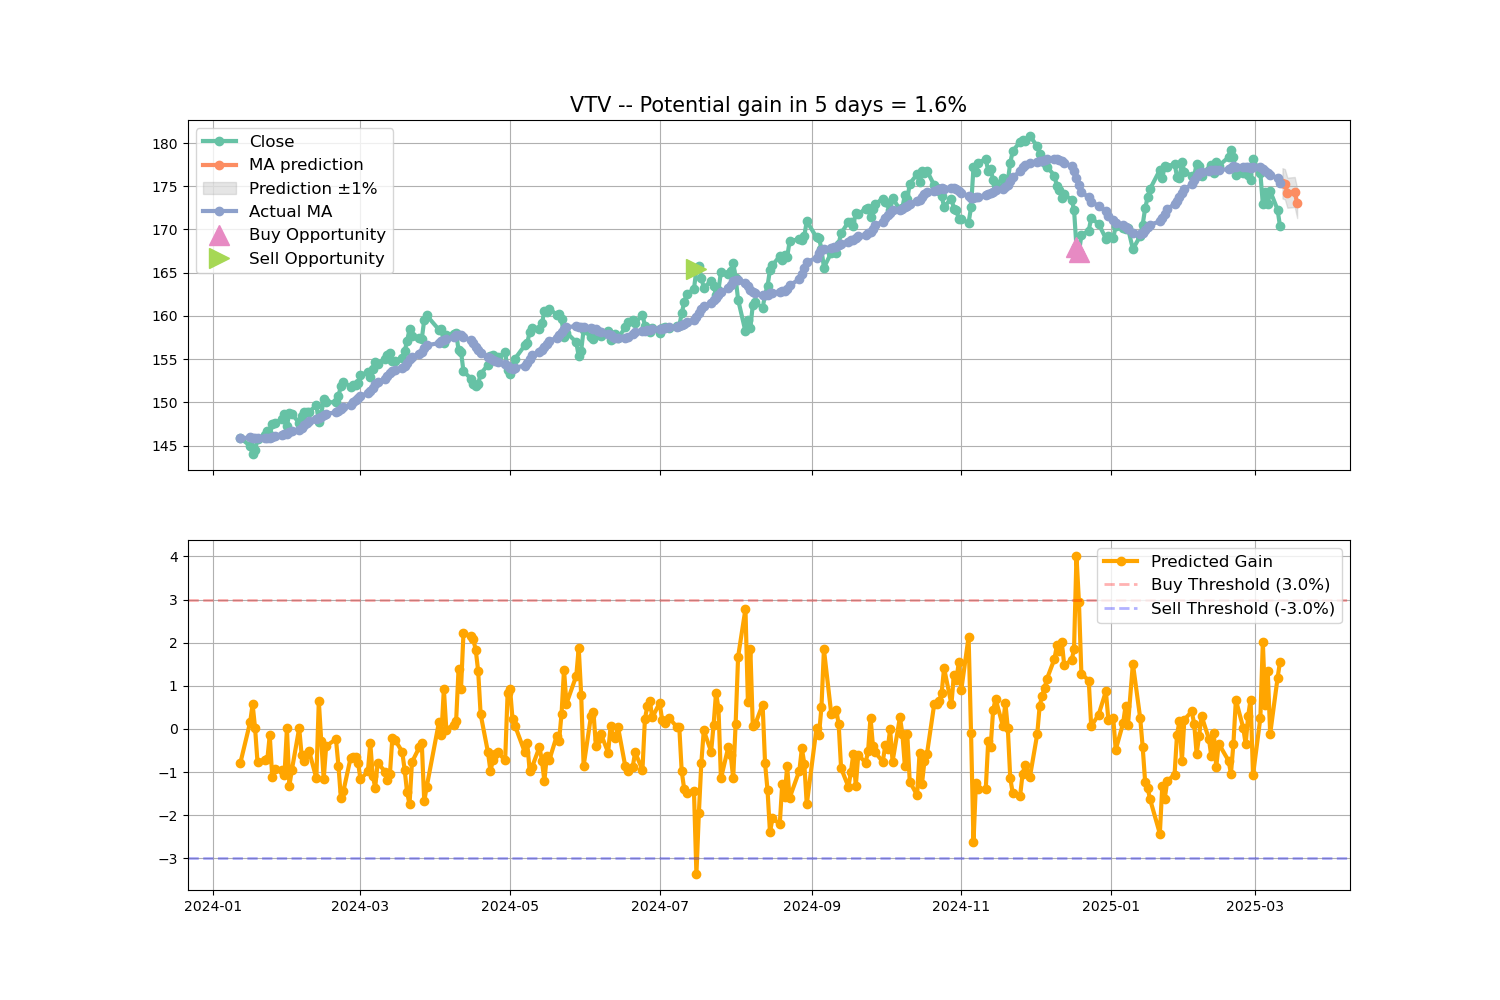 VTV -- Potential gain in 5 days = 1.6%
180
175
170
165
160
155
150
145
Close
MA prediction
Prediction ±1%
Actual MA
Buy Opportunity
Sell Opportunity
4
3
2
1
0
−1
−2
−3
Predicted Gain
Buy Threshold (3.0%)
Sell Threshold (-3.0%)
2024-01
2024-03
2024-05
2024-07
2024-09
2024-11
2025-01
2025-03